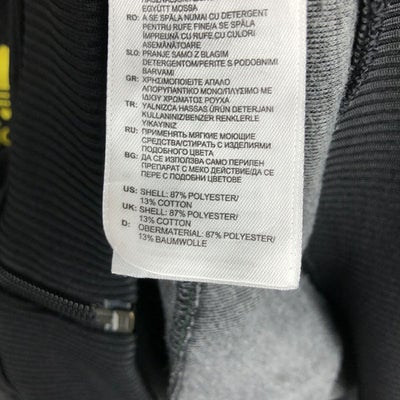 HASZNÁLATÁVAL/HASONLÓ SZÍNEKKEL
EGYÜTT MOSSA
RO: A SE SPĂLA NUMAI CU DETERGENT
PENTRU RUFE FINE/A SE SPĂLA
ÎMPREUNĂ CU RUFE CU CULORI
ASEMĂNĂTOARE
SLO: PRANJE SAMO Z BLAGIM
DETERGENTOM/PERITE S PODOBNIMI
BARVAMI
GR: ΧΡΗΣΙΜΟΠΟΙΕΙΤΕ ΑΠΑΛΟ
ΑΠΟΡΥΠΑΝΤΙΚΟ/ΠΛΥΣΙΜΟ ΜΕ
ΙΔΙΟΥ ΧΡΩΜΑΤΟΣ ΡΟΥΧΑ
TR: YALNIZCA HASSAS ÜRÜN DETERJANI
KULLANINIZ/BENZER RENKLERLE
YIKAYINIZ
RU: ПРИМЕНЯТЬ МЯГКИЕ МОЮЩИЕ
СРЕДСТВА/СТИРАТЬ С ИЗДЕЛИЯМИ
ПОДОБНОГО ЦВЕТА
BG: ДА СЕ ИЗПОЛЗВА САМО ПЕРИЛЕН
ПРЕПАРАТ С МЕКО ДЕЙСТВИЕ/ДА СЕ
ПЕРЕ С ПОДОБНИ ЦВЕТОВЕ
US: SHELL: 87% POLYESTER/
13% COTTON
UK: SHELL: 87% POLYESTER/
13% COTTON
D: OBERMATERIAL: 87% POLYESTER/
13% BAUMWOLLE